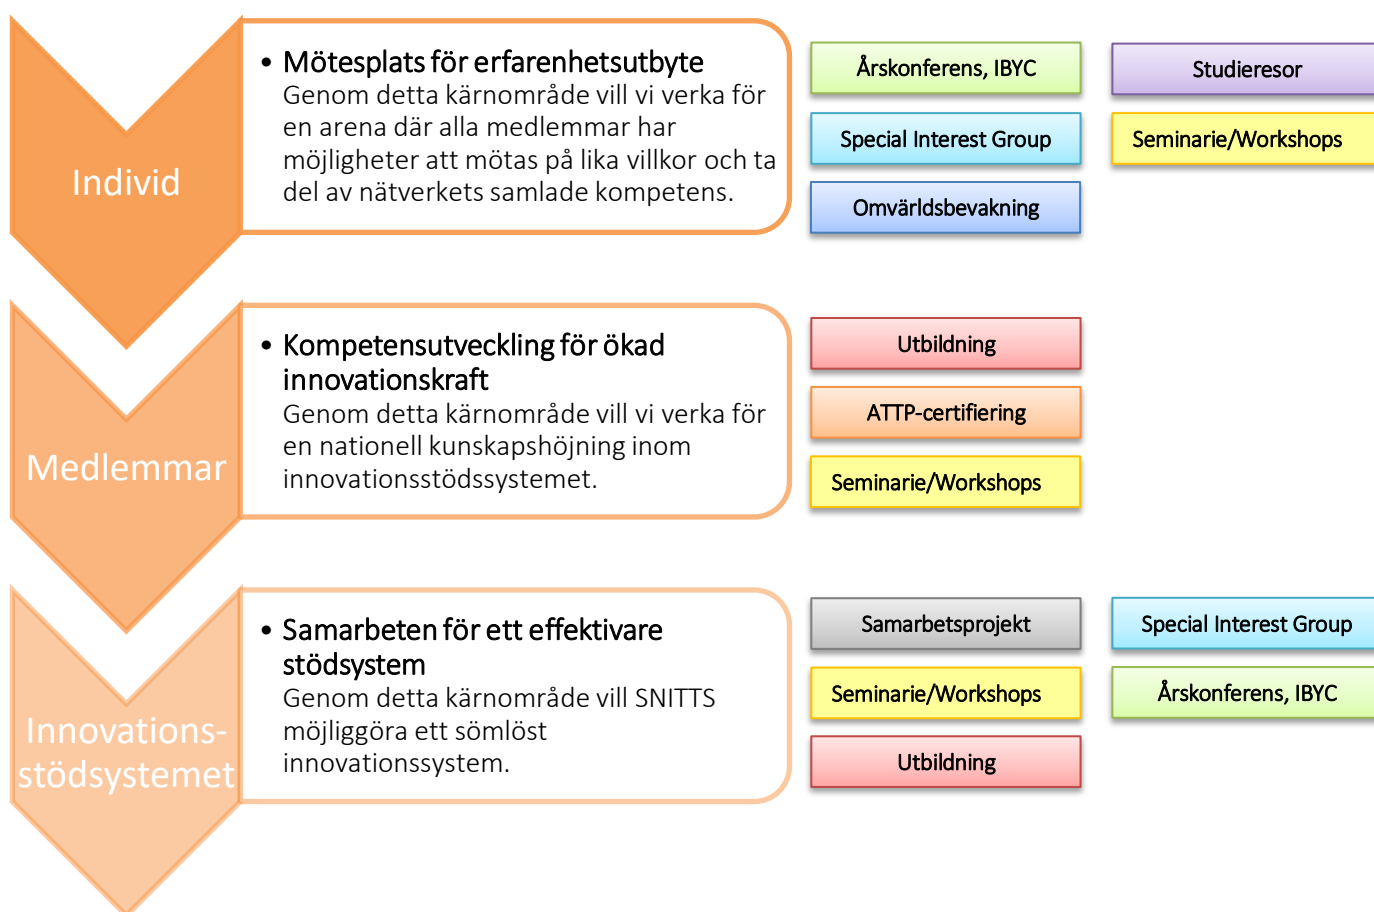 Individ
• Mötesplats för erfarenhetsutbyte
Genom detta kärnområde vill vi verka för
en arena där alla medlemmar har
möjligheter att mötas på lika villkor och ta
del av nätverkets samlade kompetens.
Årskonferens, IBYC
Studieresor
Special Interest Group
Seminarie/Workshops
Omvärldsbevakning
Medlemmar
• Kompetensutveckling för ökad
innovationskraft
Genom detta kärnområde vill vi verka för
en nationell kunskapshöjning inom
innovationsstödssystemet.
Utbildning
ATTP-certifiering
Seminarie/Workshops
Innovations-
stödsystemet
• Samarbeten för ett effektivare
stödsystem
Genom detta kärnområde vill SNITTS
möjliggöra ett sömlöst
innovationssystem.
Samarbetsprojekt
Special Interest Group
Seminarie/Workshops
Årskonferens, IBYC
Utbildning